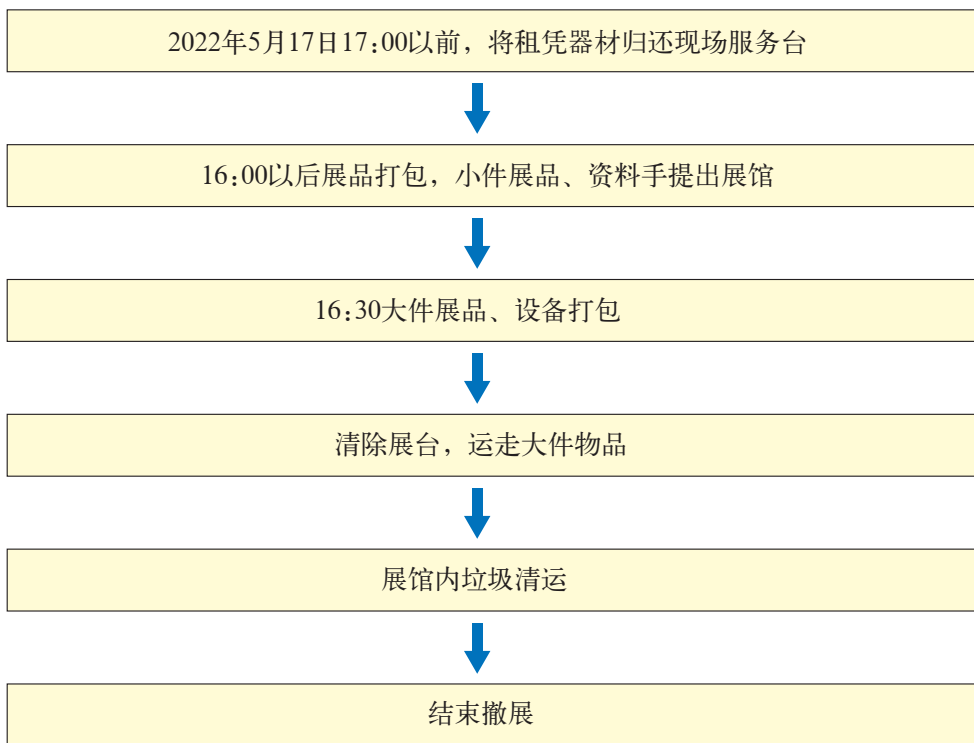 2022年5月17日17:00以前，将租凭器材归还现场服务台
16:00以后展品打包，小件展品、资料手提出展馆
16:30大件展品、设备打包
清除展台，运走大件物品
展馆内垃圾清运
结束撤展